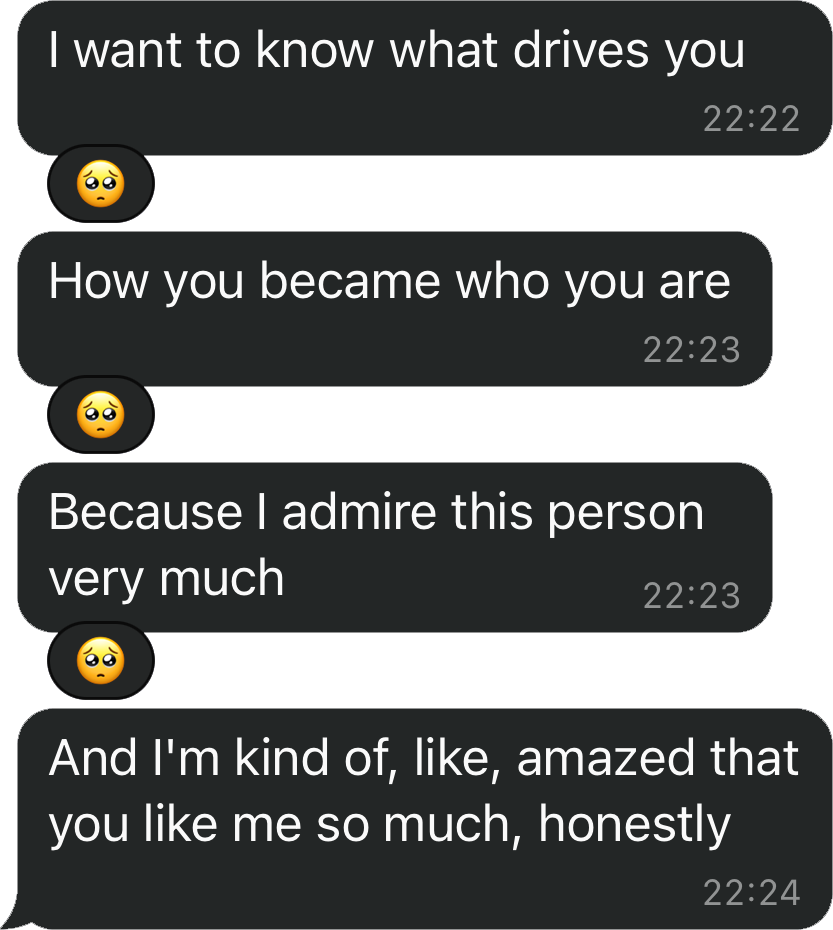 I want to know what drives you
22:22
🥺
How you became who you are
22:23
🥺
Because I admire this person
very much
22:23
🥺
And I'm kind of, like, amazed that
you like me so much, honestly
22:24